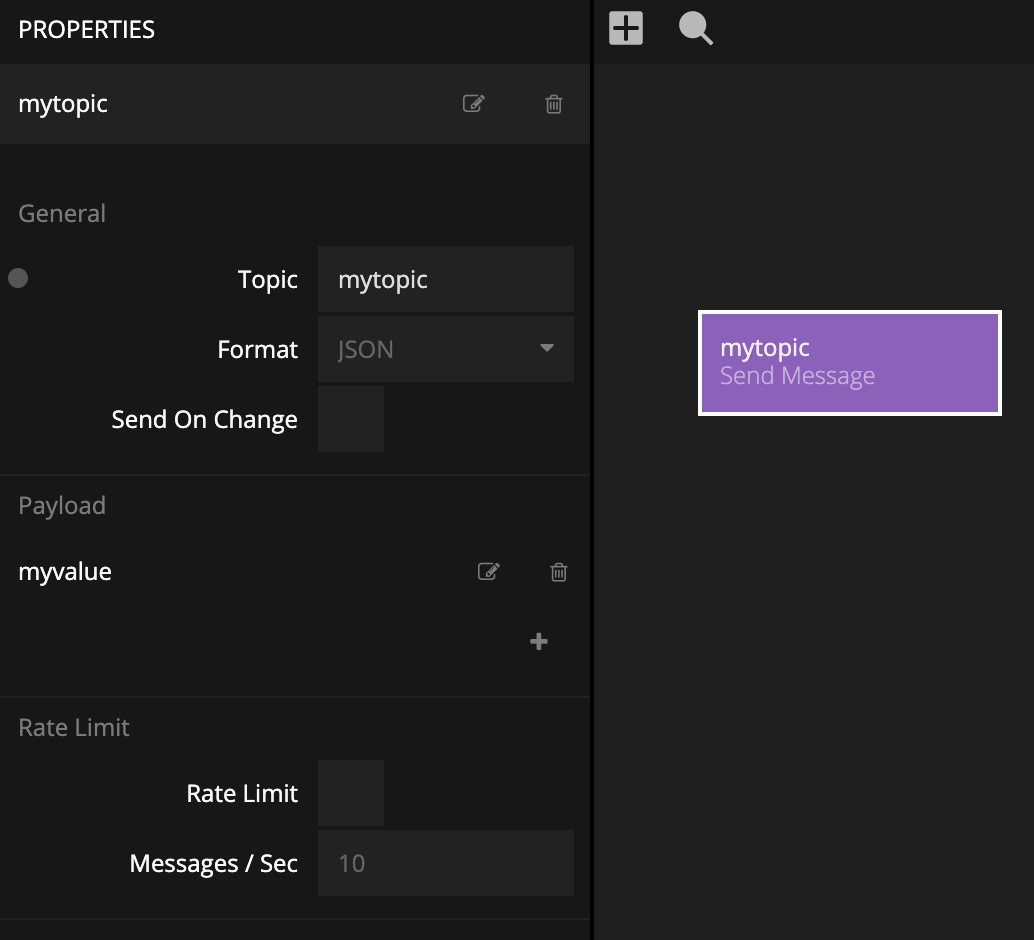 PROPERTIES
mytopic
General
Topic
mytopic
Format
JSON
Send On Change
Payload
myvalue
Rate Limit
Rate Limit
Messages / Sec
10
mytopic
Send Message